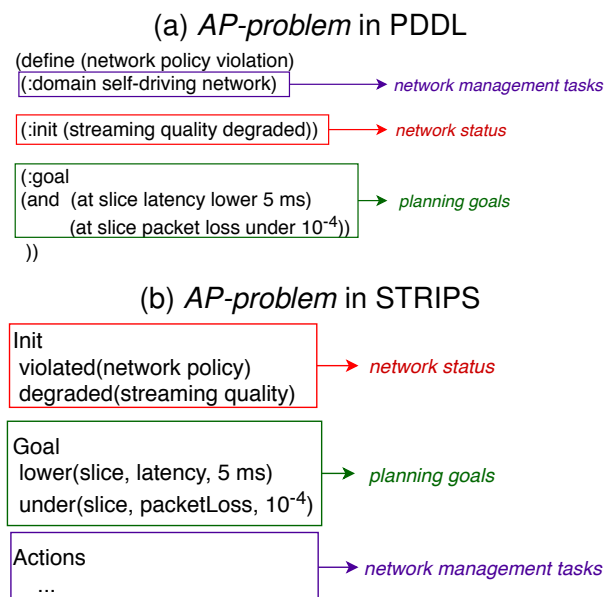 (a) AP-problem in PDDL
(define (network policy violation)
(:domain self-driving network)
network management tasks
(:init (streaming quality degraded))
network status
(:goal
(and (at slice latency lower 5 ms)
planning goals
(at slice packet loss under 10⁻⁴))
))
(b) AP-problem in STRIPS
Init
violated(network policy)
network status
degraded(streaming quality)
Goal
lower(slice, latency, 5 ms)
planning goals
under(slice, packetLoss, 10⁻⁴)
Actions
network management tasks
...